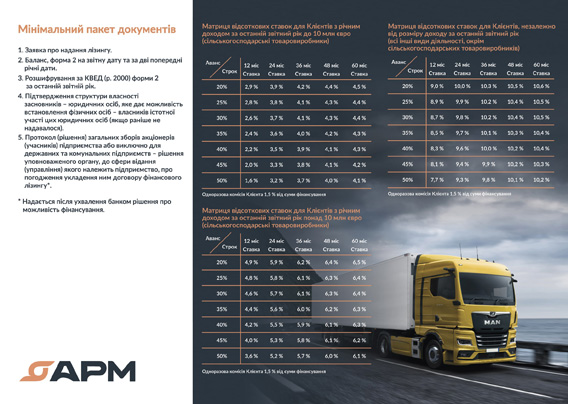 Мінімальний пакет документів
1. Заявка про надання лізингу.
2. Баланс, форма 2 на звітну дату та за дві попередні
річні дати.
3. Розшифрування за КВЕД (р. 2000) форми 2
за останній звітній рік.
4. Підтвердження структури власності
засновників – юридичних осіб, яке дає можливість
встановлення фізичних осіб – власників істотної
участі цих юридичних осіб (якщо раніше не
надавалося).
5. Протокол (рішення) загальних зборів акціонерів
(учасників) підприємства або виключно для
державних та комунальних підприємств – рішення
уповноваженого органу, до сфери відання
(управління) якого належить підприємство, про
погодження укладення ним договору фінансового
лізингу*.
* Надається після ухвалення банком рішення про
можливість фінансування.
АРМ
Матриця відсоткових ставок для Клієнтів з річним
доходом за останній звітний рік до 10 млн євро
(сільськогосподарські товаровиробники)
Аванс Строк 12 міс 24 міс 36 міс 48 міс 60 міс
Ставка Ставка Ставка Ставка Ставка
20% 2,9 % 3,9 % 4,2 % 4,4 % 4,5 %
25% 2,8 % 3,8 % 4,1 % 4,3 % 4,4 %
30% 2,6 % 3,7 % 4,1 % 4,3 % 4,4 %
35% 2,4 % 3,6 % 4,0 % 4,2 % 4,3 %
40% 2,2 % 3,5 % 3,9 % 4,1 % 4,3 %
45% 2,0 % 3,3 % 3,8 % 4,1 % 4,2 %
50% 1,6 % 3,2 % 3,7 % 4,0 % 4,1 %
Одноразова комісія Клієнта 1,5 % від суми фінансування
Матриця відсоткових ставок для Клієнтів з річним
доходом за останній звітний рік понад 10 млн євро
(сільськогосподарські товаровиробники)
Аванс Строк 12 міс 24 міс 36 міс 48 міс 60 міс
Ставка Ставка Ставка Ставка Ставка
20% 4,9 % 5,9 % 6,2 % 6,4 % 6,5 %
25% 4,8 % 5,8 % 6,1 % 6,3 % 6,4 %
30% 4,6 % 5,7 % 6,1 % 6,3 % 6,4 %
35% 4,4 % 5,6 % 6,0 % 6,2 % 6,3 %
40% 4,2 % 5,5 % 5,9 % 6,1 % 6,3 %
45% 4,0 % 5,3 % 5,8 % 6,1 % 6,2 %
50% 3,6 % 5,2 % 5,7 % 6,0 % 6,1 %
Одноразова комісія Клієнта 1,5 % від суми фінансування
Матриця відсоткових ставок для Клієнтів, незалежно
від розміру доходу за останній звітний рік
(всі інші види діяльності, окрім
сільськогосподарських товаровиробників)
Аванс Строк 12 міс 24 міс 36 міс 48 міс 60 міс
Ставка Ставка Ставка Ставка Ставка
20% 9,0 % 10,0 % 10,3 % 10,5 % 10,6 %
25% 8,9 % 9,9 % 10,2 % 10,4 % 10,5 %
30% 8,7 % 9,8 % 10,2 % 10,4 % 10,5 %
35% 8,5 % 9,7 % 10,1 % 10,3 % 10,4 %
40% 8,3 % 9,6 % 10,0 % 10,2 % 10,4 %
45% 8,1 % 9,4 % 9,9 % 10,2 % 10,3 %
50% 7,7 % 9,3 % 9,8 % 10,1 % 10,2 %
Одноразова комісія Клієнта 1,5 % від суми фінансування
MAN